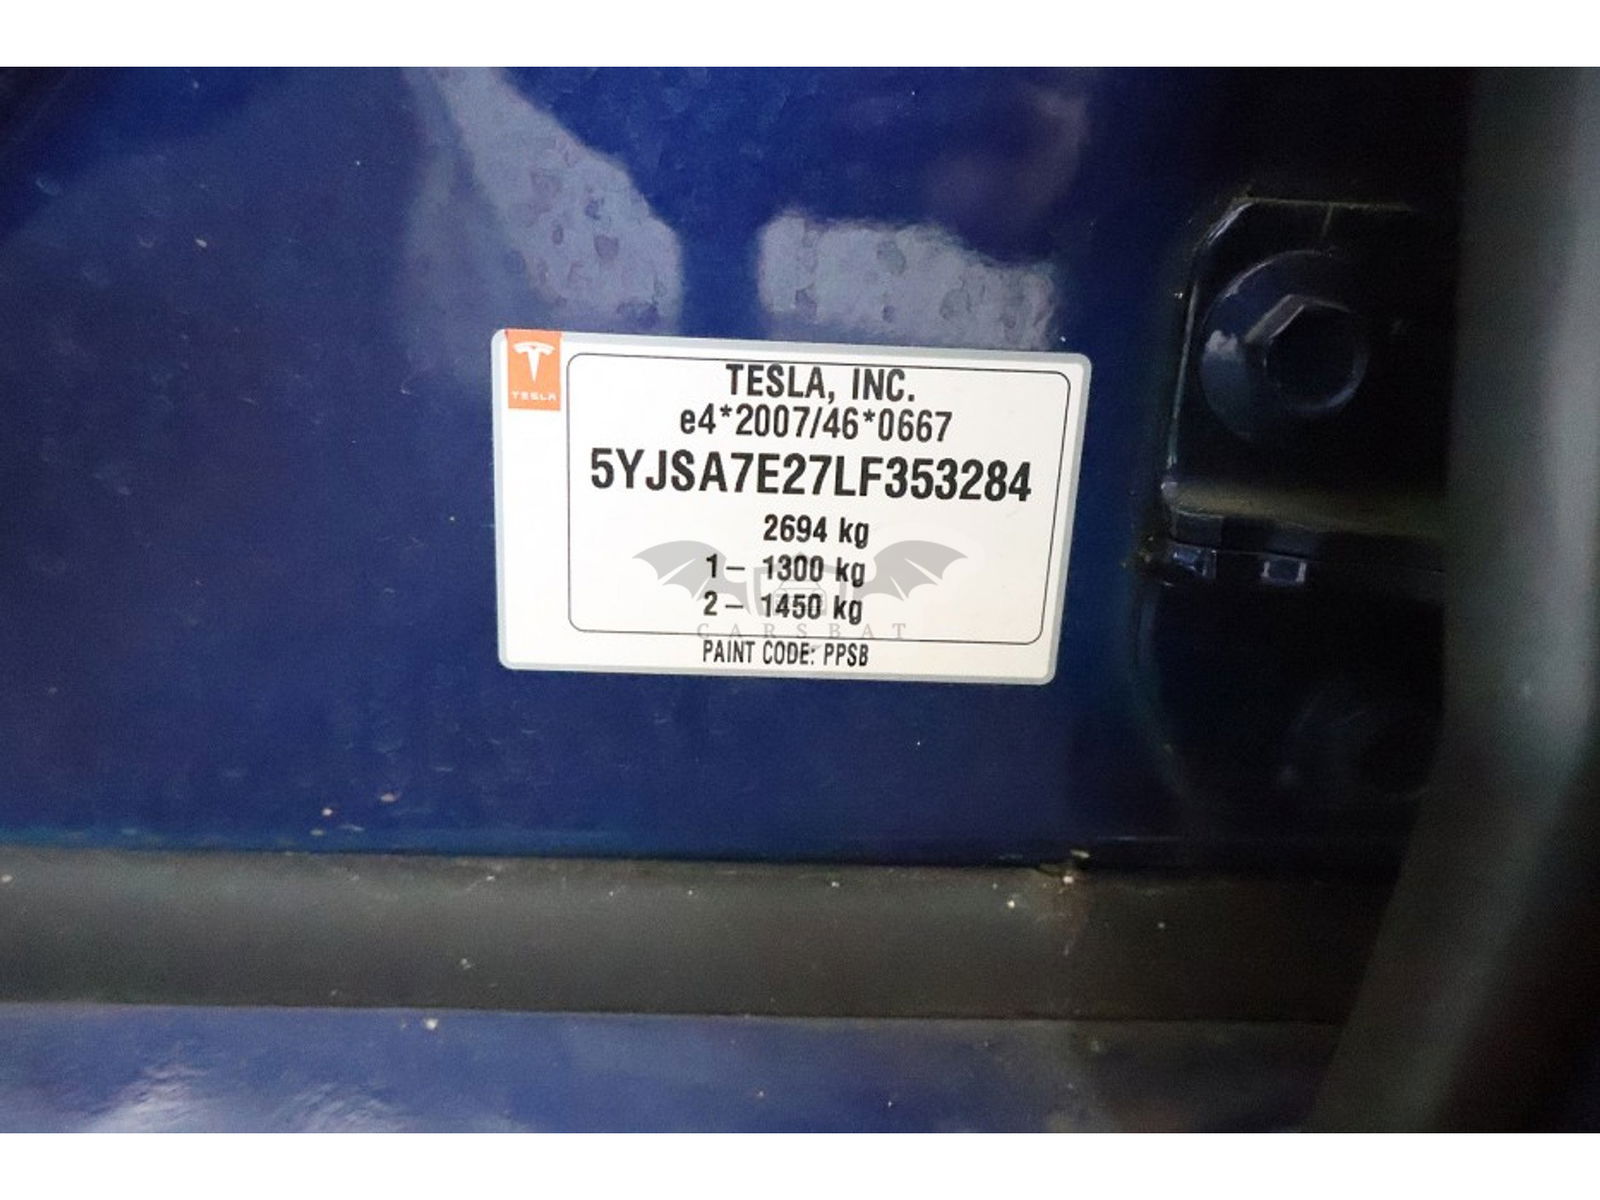 TESLA
TESLA, INC.
e4*2007/46*0667
5YJSA7E27LF353284
2694 kg
1– 1300 kg
2– 1450 kg
CARSBAT
PAINT CODE: PPSB